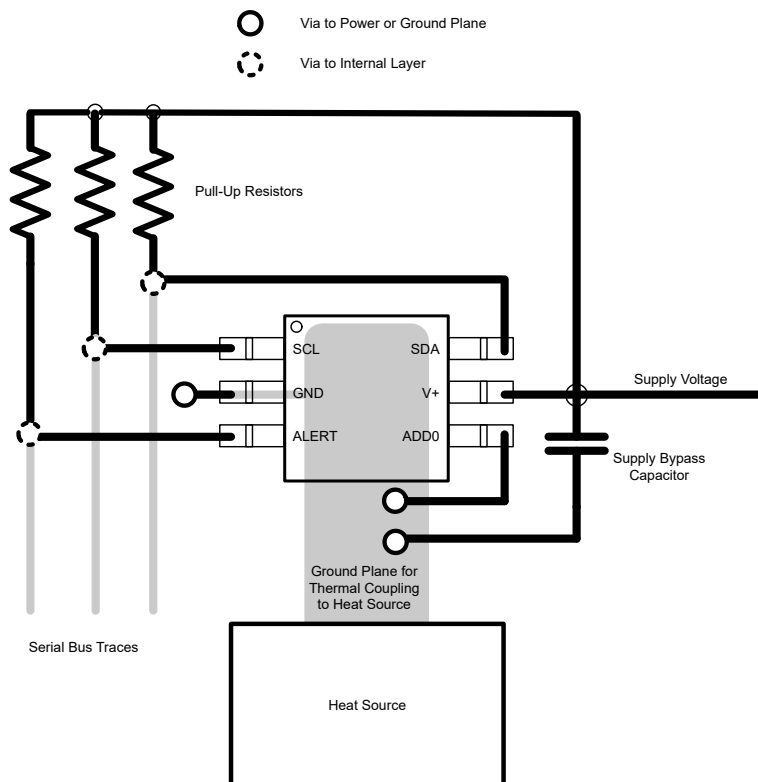 Via to Power or Ground Plane
Via to Internal Layer
Pull-Up Resistors
SCL
SDA
GND
V+
ALERT
ADD0
Supply Voltage
Supply Bypass
Capacitor
Ground Plane for
Thermal Coupling
to Heat Source
Serial Bus Traces
Heat Source